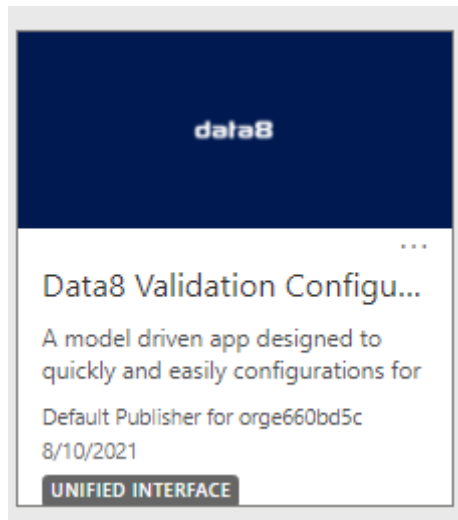 data8
...
Data8 Validation Configu...
A model driven app designed to
quickly and easily configurations for
Default Publisher for orge660bd5c
8/10/2021
UNIFIED INTERFACE